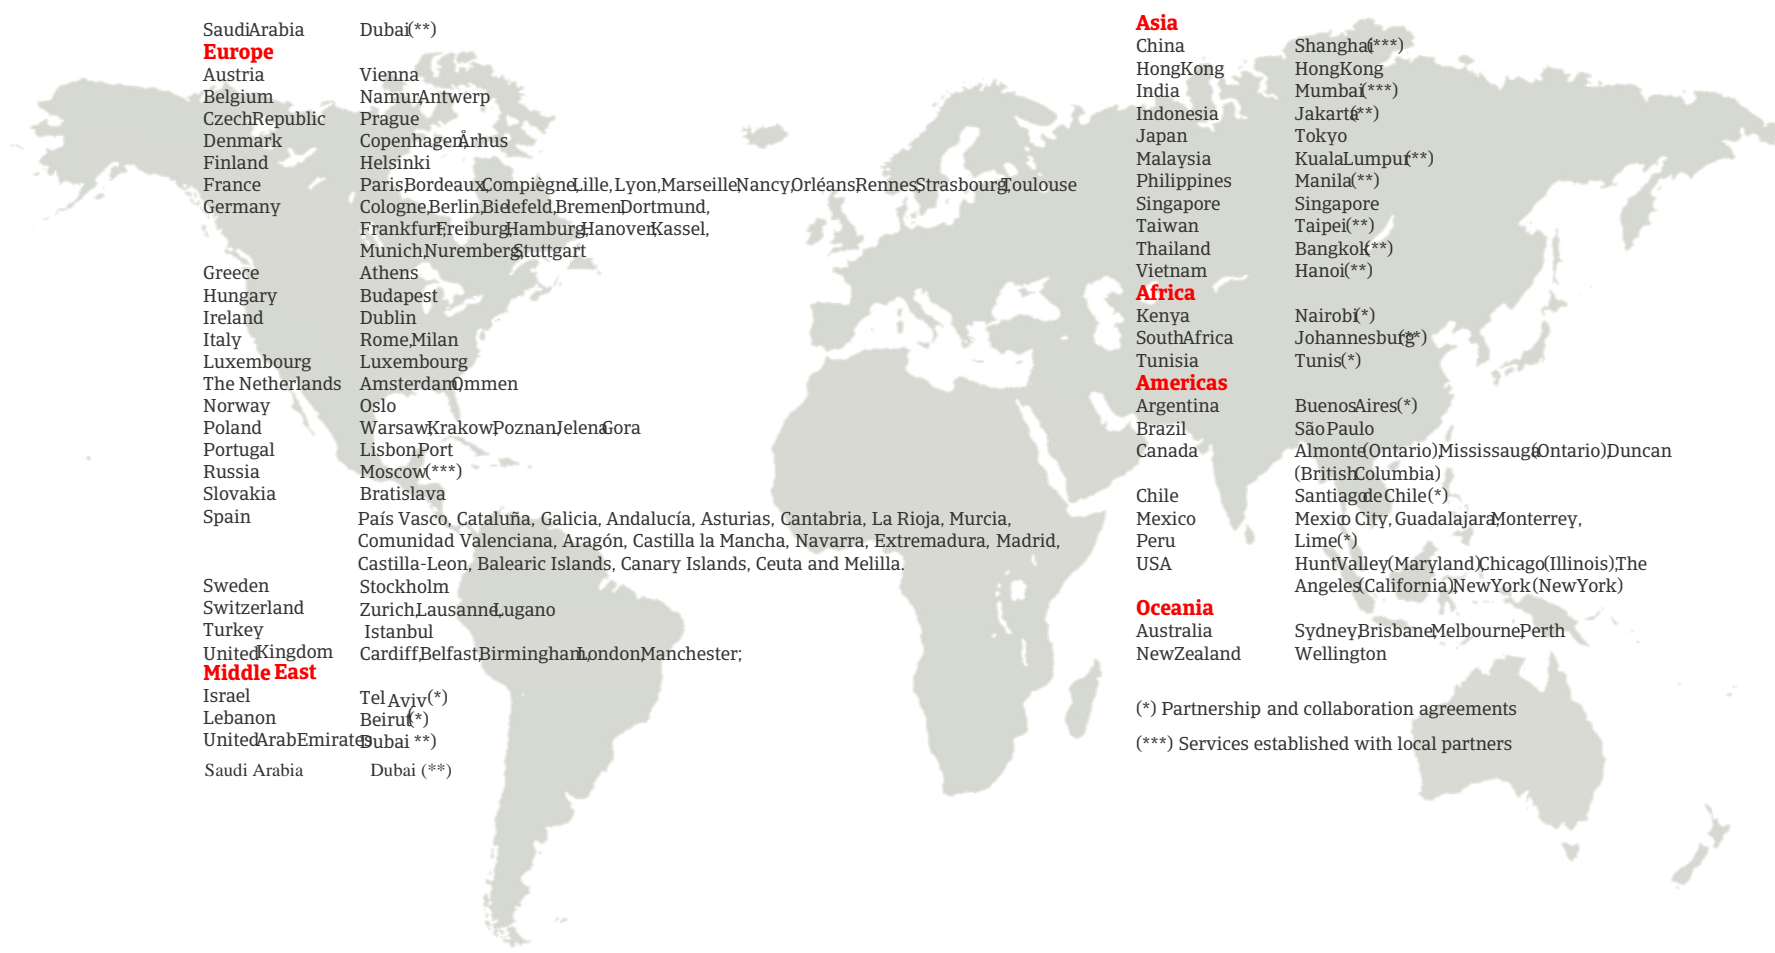 SaudiArabia Dubai(**)
Europe
Austria Vienna
Belgium Namur,Antwerp
CzechRepublic Prague
Denmark Copenhagen,Århus
Finland Helsinki
France Paris,Bordeaux,Compiègne,Lille, Lyon,Marseille,Nancy,Orléans,Rennes,Strasbourg,Toulouse
Germany Cologne,Berlin,Bielefeld,Bremen,Dortmund,
Frankfurt,Freiburg,Hamburg,Hanover,Kassel,
Munich,Nuremberg,Stuttgart
Greece Athens
Hungary Budapest
Ireland Dublin
Italy Rome,Milan
Luxembourg Luxembourg
The Netherlands Amsterdam,Ommen
Norway Oslo
Poland Warsaw,Krakow,Poznan,JelenaGora
Portugal Lisbon,Port
Russia Moscow(***)
Slovakia Bratislava
Spain País Vasco, Cataluña, Galicia, Andalucía, Asturias, Cantabria, La Rioja, Murcia,
Comunidad Valenciana, Aragón, Castilla la Mancha, Navarra, Extremadura, Madrid,
Castilla-Leon, Balearic Islands, Canary Islands, Ceuta and Melilla.
Sweden Stockholm
Switzerland Zurich,Lausanne,Lugano
Turkey Istanbul
United Kingdom Cardiff,Belfast,Birmingham,London,Manchester;
Middle East
Israel Tel Aviv(*)
Lebanon Beirut(*)
UnitedArabEmirates Dubai (**)
Saudi Arabia Dubai (**)
Asia
China Shanghai(***)
HongKong HongKong
India Mumbai(***)
Indonesia Jakarta(**)
Japan Tokyo
Malaysia KualaLumpur(**)
Philippines Manila(**)
Singapore Singapore
Taiwan Taipei(**)
Thailand Bangkok(**)
Vietnam Hanoi(**)
Africa
Kenya Nairobi(*)
SouthAfrica Johannesburg(**)
Tunisia Tunis(*)
Americas
Argentina BuenosAires(*)
Brazil São Paulo
Canada Almonte(Ontario),Mississauga(Ontario),Duncan
(BritishColumbia)
Chile Santiago de Chile(*)
Mexico Mexico City, Guadalajara,Monterrey,
Peru Lime(*)
USA HuntValley(Maryland),Chicago(Illinois),The
Angeles(California),NewYork(NewYork)
Oceania
Australia Sydney,Brisbane,Melbourne,Perth
NewZealand Wellington
(*) Partnership and collaboration agreements
(***) Services established with local partners